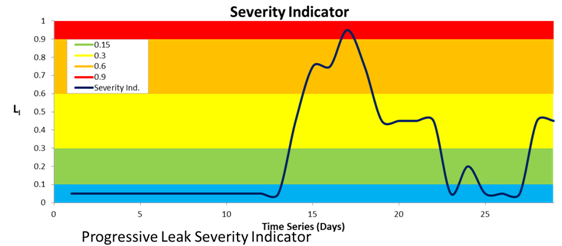 Severity Indicator
1
0.9
0.8
0.7
0.6
0.5
0.4
0.3
0.2
0.1
0
L_I
0.15
0.3
0.6
0.9
Severity Ind.
0 5 10 15 20 25
Time Series (Days)
Progressive Leak Severity Indicator